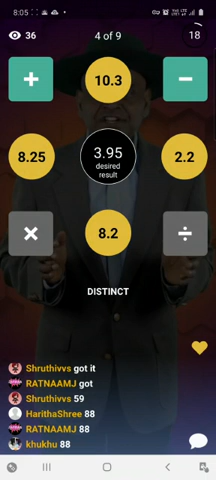 8:05
36
4 of 9
18
+
10.3
−
8.25
3.95
desired
result
2.2
×
8.2
÷
DISTINCT
Shruthivvs got it
RATNAAMJ got
Shruthivvs 59
HarithaShree 88
RATNAAMJ 88
khukhu 88